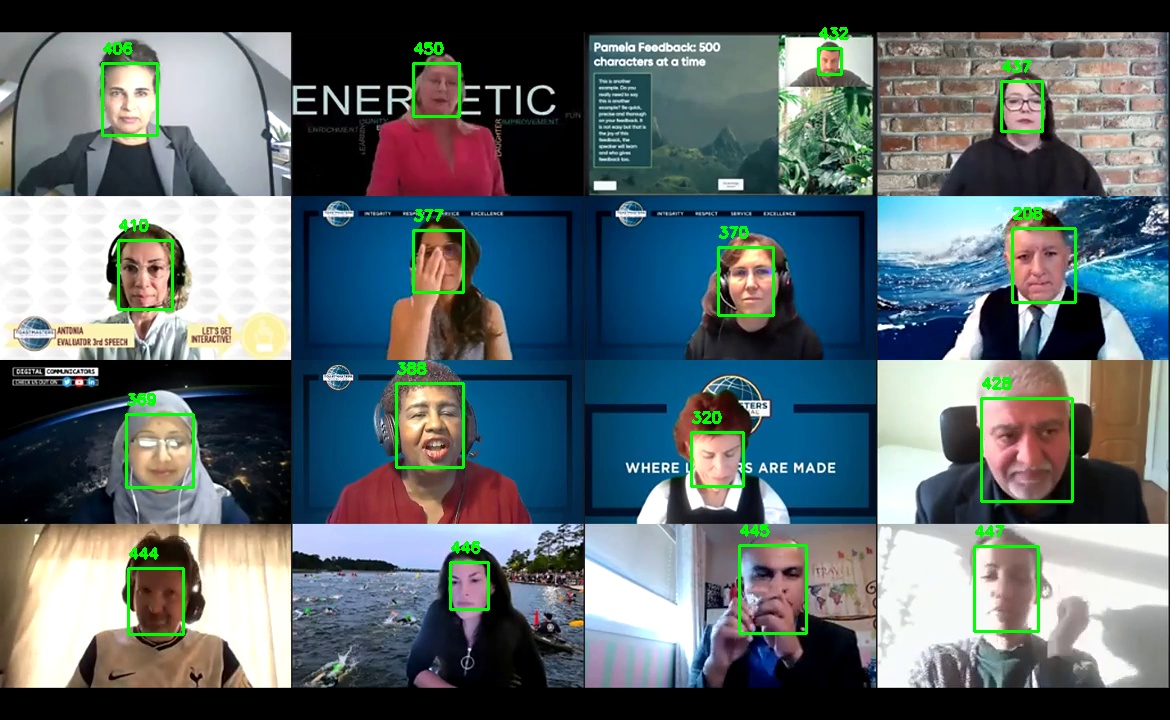 406
450
432
437
ENERGETIC
ENRICHMENT
IMPROVEMENT
FUN
LAUGHTER
Pamela Feedback: 500
characters at a time
This is another
example. Do you
really need to say
this is another
example? Be quick,
precise and thorough
on your feedback. It
is not easy but that is
the joy of this
feedback, the
speaker will learn
and who gives
feedback too.
410
377
370
208
INTEGRITY RESPECT SERVICE EXCELLENCE
INTEGRITY RESPECT SERVICE EXCELLENCE
TOASTMASTERS
ANTONIA
EVALUATOR 3rd SPEECH
LET'S GET
INTERACTIVE!
369
388
320
428
DIGITAL COMMUNICATORS
CHECK US OUT ON:
WHERE L RS ARE MADE
444
446
445
447
TRAVEL